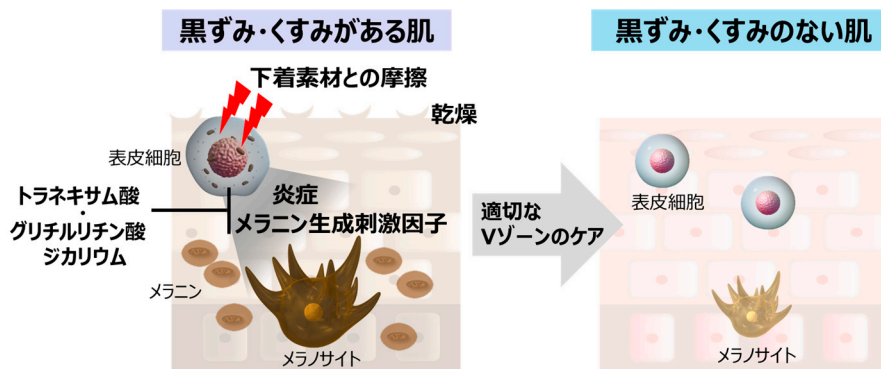 黒ずみ・くすみがある肌
下着素材との摩擦
乾燥
表皮細胞
トラネキサム酸
・
グリチルリチン酸
ジカリウム
炎症
メラニン生成刺激因子
メラニン
メラノサイト
適切な
Vゾーンのケア
黒ずみ・くすみのない肌
表皮細胞
メラノサイト